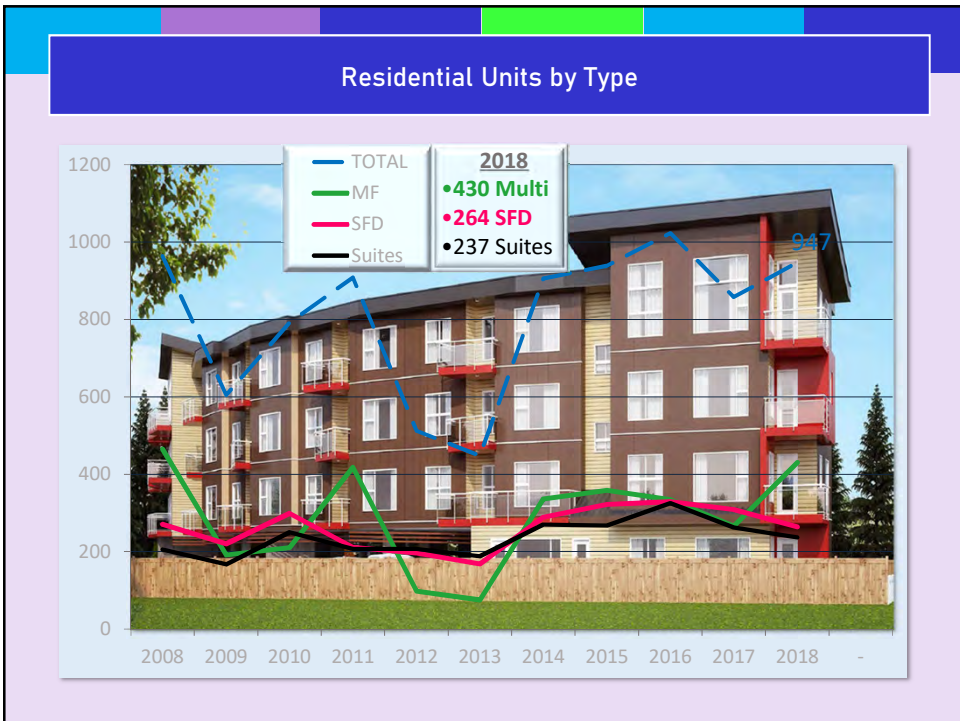 Residential Units by Type
1200
1000
800
600
400
200
0
TOTAL
MF
SFD
Suites
2018
•430 Multi
•264 SFD
•237 Suites
947
2008 2009 2010 2011 2012 2013 2014 2015 2016 2017 2018 -